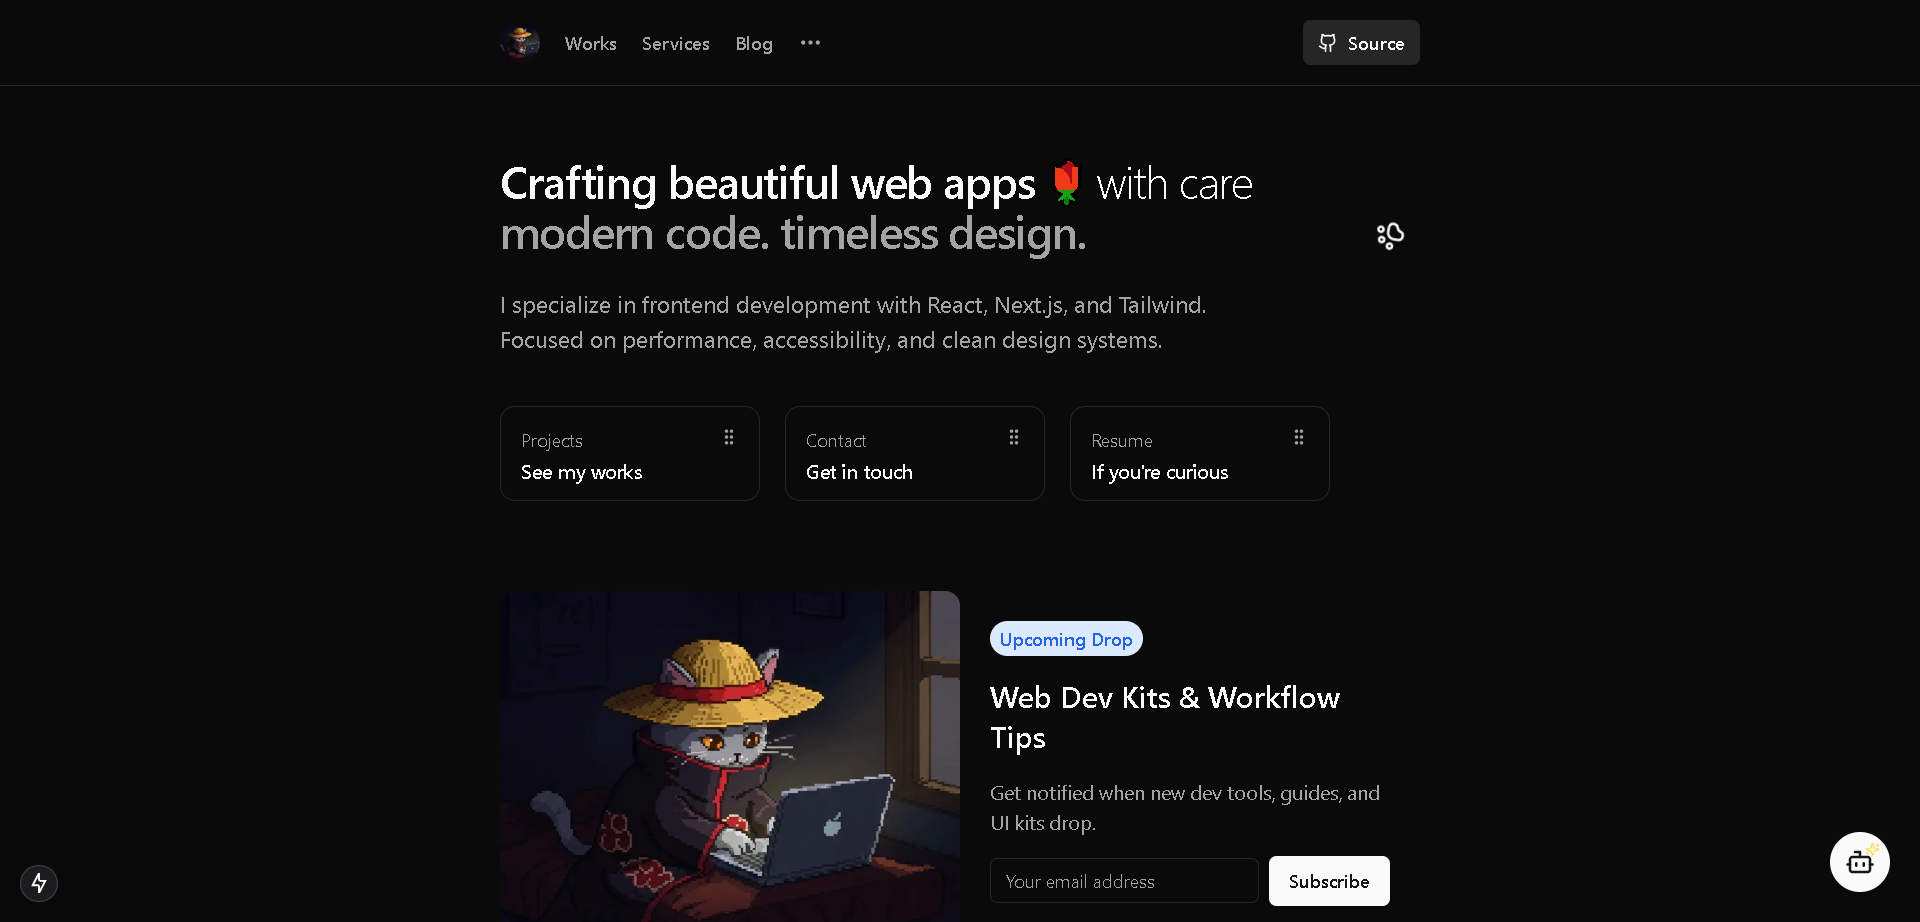 Works Services Blog
Source
Crafting beautiful web apps 🌹 with care
modern code. timeless design.
I specialize in frontend development with React, Next.js, and Tailwind.
Focused on performance, accessibility, and clean design systems.
Projects
See my works
Contact
Get in touch
Resume
If you're curious
Upcoming Drop
Web Dev Kits & Workflow
Tips
Get notified when new dev tools, guides, and
UI kits drop.
Your email address
Subscribe